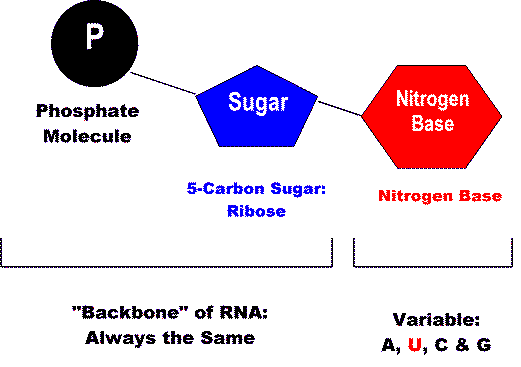 P
Phosphate
Molecule
Sugar
5-Carbon Sugar:
Ribose
Nitrogen
Base
Nitrogen Base
"Backbone" of RNA:
Always the Same
Variable:
A, U, C & G